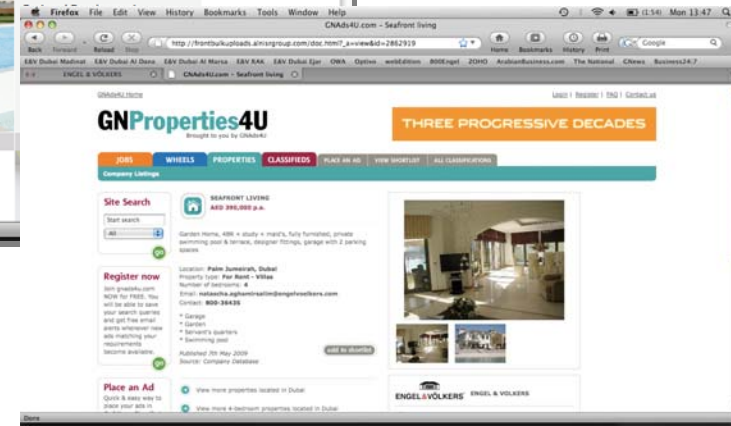 Firefox File Edit View History Bookmarks Tools Window Help
(1:54) Mon 13:47
CNAds4U.com – Seafront living
Back Forward Reload Stop
http://frontbulkuploads.alnisrgroup.com/doc.html?_a=view&id=2862919
Home Bookmarks History Print
Google
E&V Dubai Madinat E&V Dubai Al Dana E&V Dubai Al Marsa E&V RAK E&V Dubai Ejar OWA Optivo webEdition 800Engel ZOHO ArabianBusiness.com The National CNews Business24:7
ENGEL & VÖLKERS
CNAds4U.com – Seafront living
GNAds4U Home
Login | Register | FAQ | Contact us
GNProperties4U
Brought to you by GNAds4U
THREE PROGRESSIVE DECADES
JOBS WHEELS PROPERTIES CLASSIFIEDS PLACE AN AD VIEW SHORTLIST ALL CLASSIFICATIONS
Company Listings
Site Search
Start search
All
go
SEAFRONT LIVING
AED 390,000 p.a.
Garden Home, 4BR + study + maid's, fully furnished, private
swimming pool & terrace, designer fittings, garage with 2 parking
spaces
Location: Palm Jumeirah, Dubai
Property type: For Rent - Villas
Number of bedrooms: 4
Email: natascha.aghamirsalim@engelvoelkers.com
Contact: 800-36435
* Garage
* Garden
* Servant's quarters
* Swimming pool
Published 7th May 2009
Source: Company Database
add to shortlist
Register now
Join gnads4u.com
NOW for FREE. You
will be able to save
your search queries
and get free email
alerts whenever new
ads matching your
requirements
become available.
go
Place an Ad
Quick & easy way to
place your ads in
View more properties located in Dubai
View more 4-bedroom properties located in Dubai
ENGEL & VÖLKERS
ENGEL & VOLKERS
Done